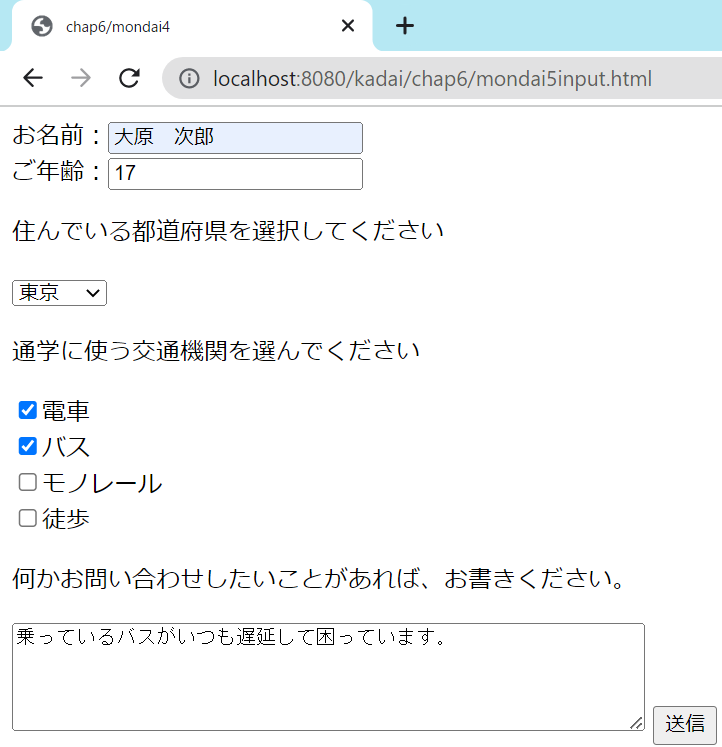 chap6/mondai4
localhost:8080/kadai/chap6/mondai5input.html
お名前：大原　次郎
ご年齢：17
住んでいる都道府県を選択してください
東京
通学に使う交通機関を選んでください
電車
バス
モノレール
徒歩
何かお問い合わせしたいことがあれば、お書きください。
乗っているバスがいつも遅延して困っています。
送信